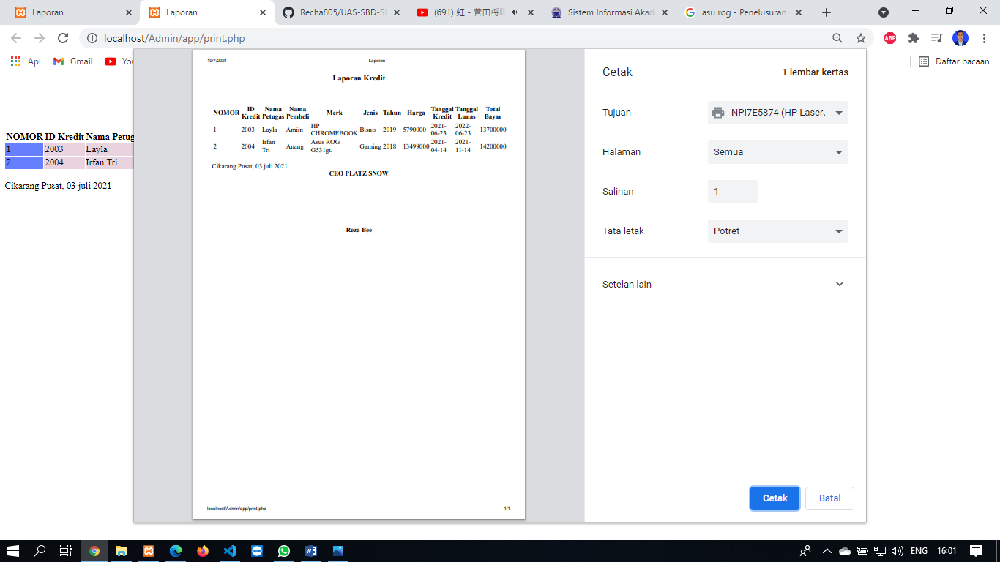 Laporan
Laporan
Recha805/UAS-SBD-S
(691) 虹 - 菅田将
Sistem Informasi Akad
asu rog - Penelusuran
localhost/Admin/app/print.php
ABP
Apl
Gmail
You
Daftar bacaan
NOMOR ID Kredit Nama Petug
1 2003 Layla
2 2004 Irfan Tri
Cikarang Pusat, 03 juli 2021
19/7/2021 Laporan
Laporan Kredit
NOMOR ID Kredit Nama Petugas Nama Pembeli Merk Jenis Tahun Harga Tanggal Kredit Tanggal Lunas Total Bayar
1 2003 Layla Amiin HP CHROMEBOOK Bisnis 2019 5790000 2021-06-23 2022-06-23 13700000
2 2004 Irfan Tri Anang Asus ROG G531gt. Gaming 2018 13499000 2021-04-14 2021-11-14 14200000
Cikarang Pusat, 03 juli 2021
CEO PLATZ SNOW
Reza Bee
localhost/Admin/app/print.php 1/1
Cetak 1 lembar kertas
Tujuan NPI7E5874 (HP Laser
Halaman Semua
Salinan 1
Tata letak Potret
Setelan lain
Cetak Batal
ENG 16:01